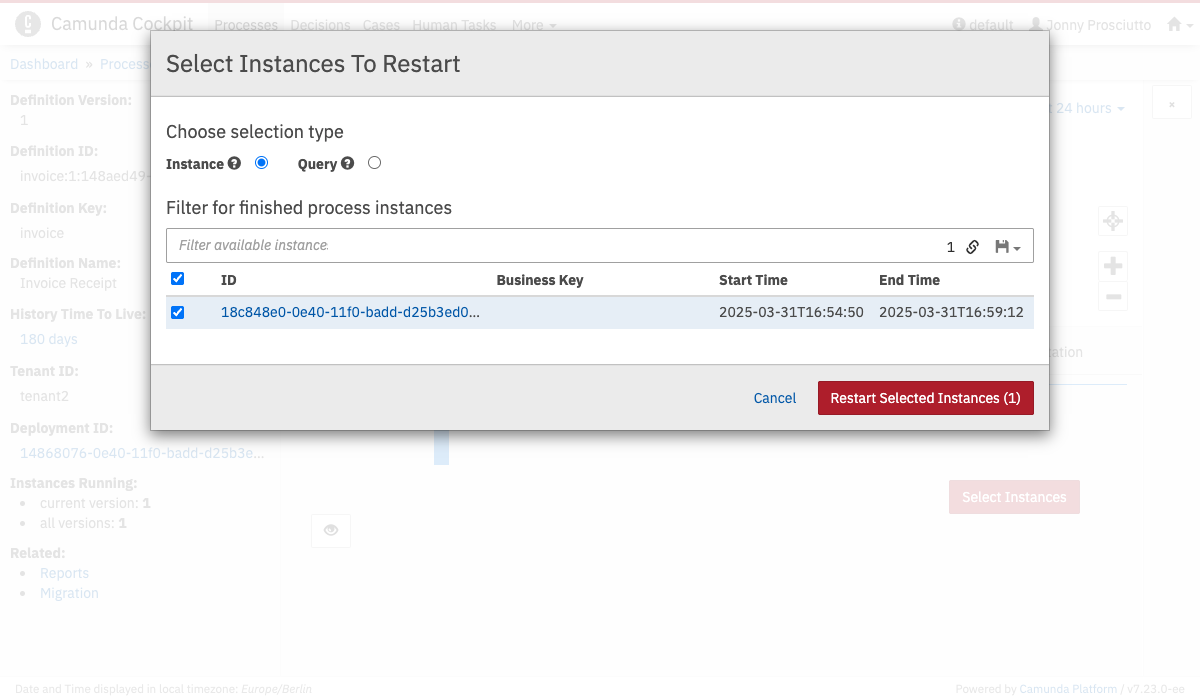 Camunda Cockpit Processes Decisions Cases Human Tasks More default Jonny Prosciutto
Dashboard » Process
Select Instances To Restart
Choose selection type
Instance Query
Filter for finished process instances
Filter available instance 1
ID Business Key Start Time End Time
18c848e0-0e40-11f0-badd-d25b3ed0... 2025-03-31T16:54:50 2025-03-31T16:59:12
Cancel Restart Selected Instances (1)
Definition Version:
1
Definition ID:
invoice:1:148aed49-
Definition Key:
invoice
Definition Name:
Invoice Receipt
History Time To Live:
180 days
Tenant ID:
tenant2
Deployment ID:
14868076-0e40-11f0-badd-d25b3e...
Instances Running:
current version: 1
all versions: 1
Related:
Reports
Migration
24 hours
×
Select Instances
Date and Time displayed in local timezone: Europe/Berlin
Powered by Camunda Platform / v7.23.0-ee